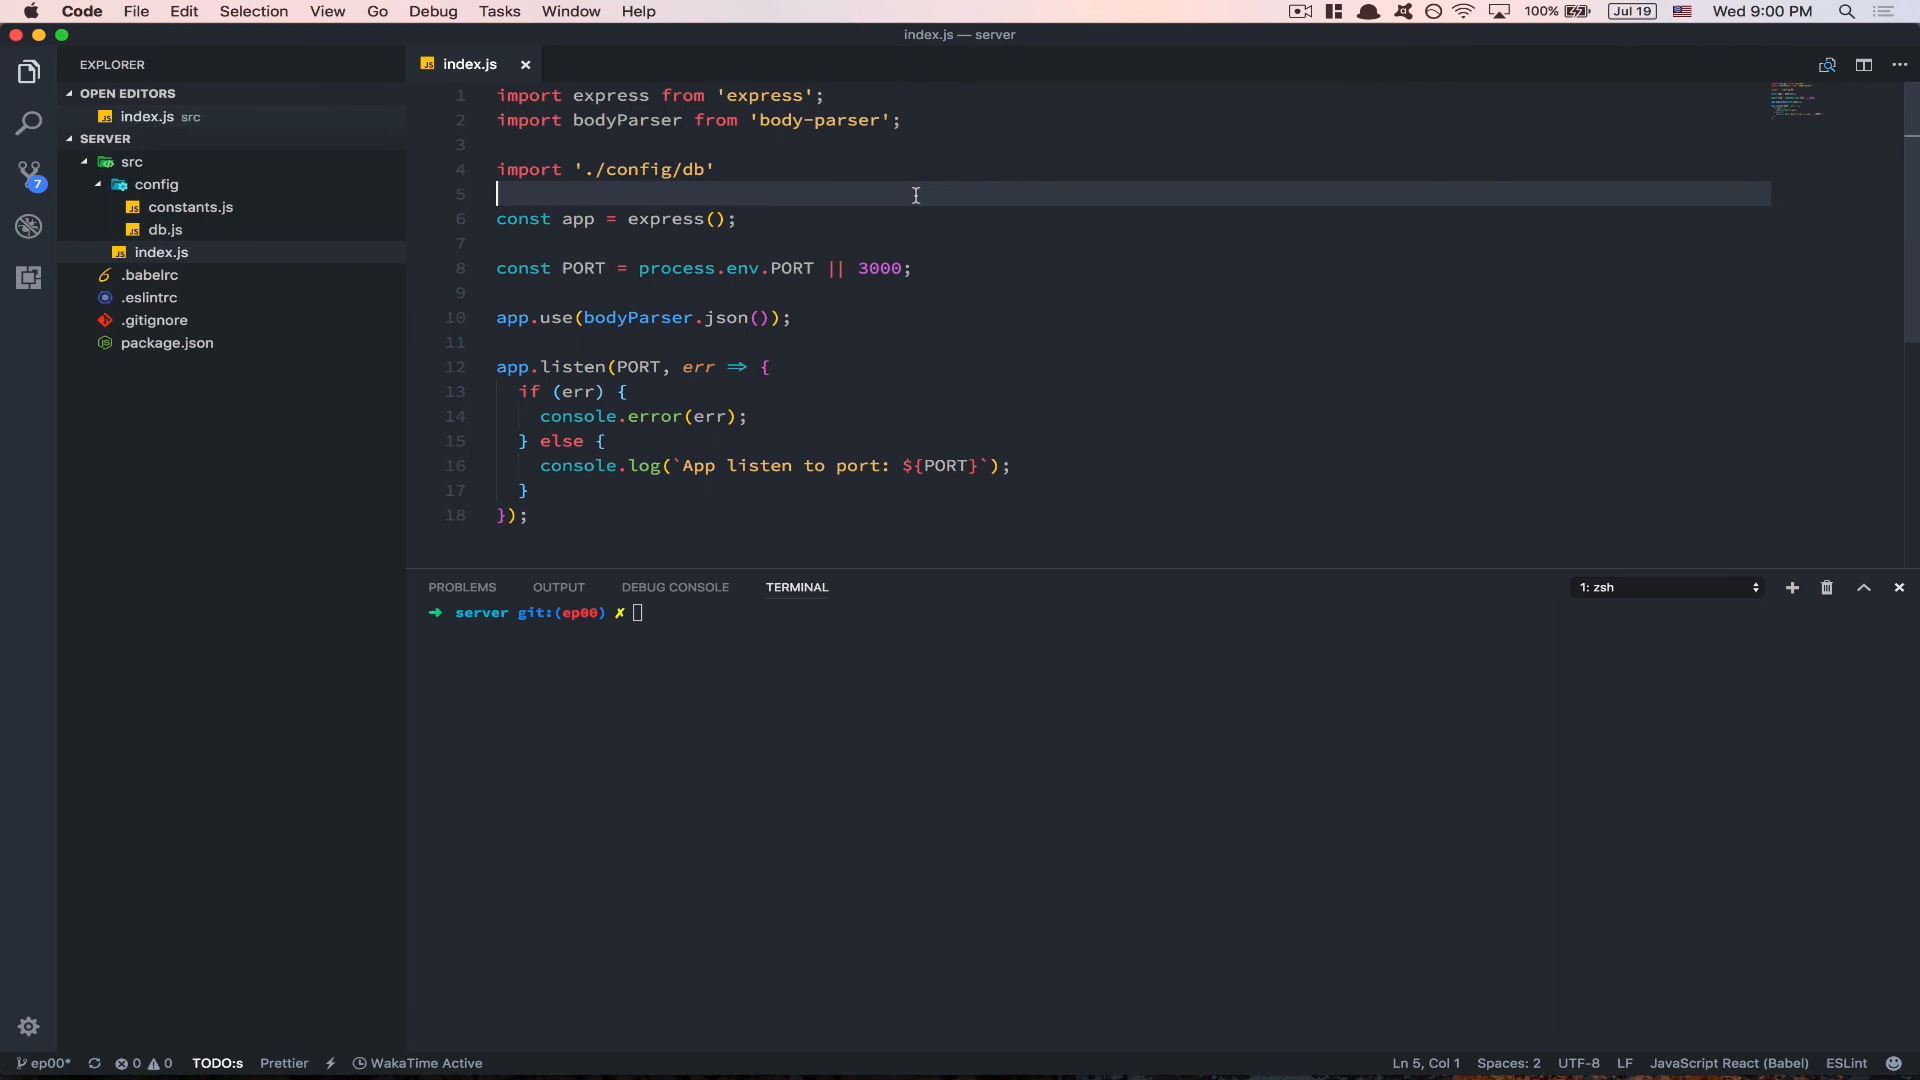 Code File Edit Selection View Go Debug Tasks Window Help 100% Jul 19 Wed 9:00 PM
index.js — server
EXPLORER
OPEN EDITORS
index.js src
SERVER
src
config
constants.js
db.js
index.js
.babelrc
.eslintrc
.gitignore
package.json
7
index.js
1 import express from 'express';
2 import bodyParser from 'body-parser';
3
4 import './config/db'
5
6 const app = express();
7
8 const PORT = process.env.PORT || 3000;
9
10 app.use(bodyParser.json());
11
12 app.listen(PORT, err => {
13 if (err) {
14 console.error(err);
15 } else {
16 console.log(`App listen to port: ${PORT}`);
17 }
18 });
PROBLEMS OUTPUT DEBUG CONSOLE TERMINAL 1: zsh
➜ server git:(ep00) ✗
ep00* 0 0 TODO:s Prettier WakaTime Active Ln 5, Col 1 Spaces: 2 UTF-8 LF JavaScript React (Babel) ESLint